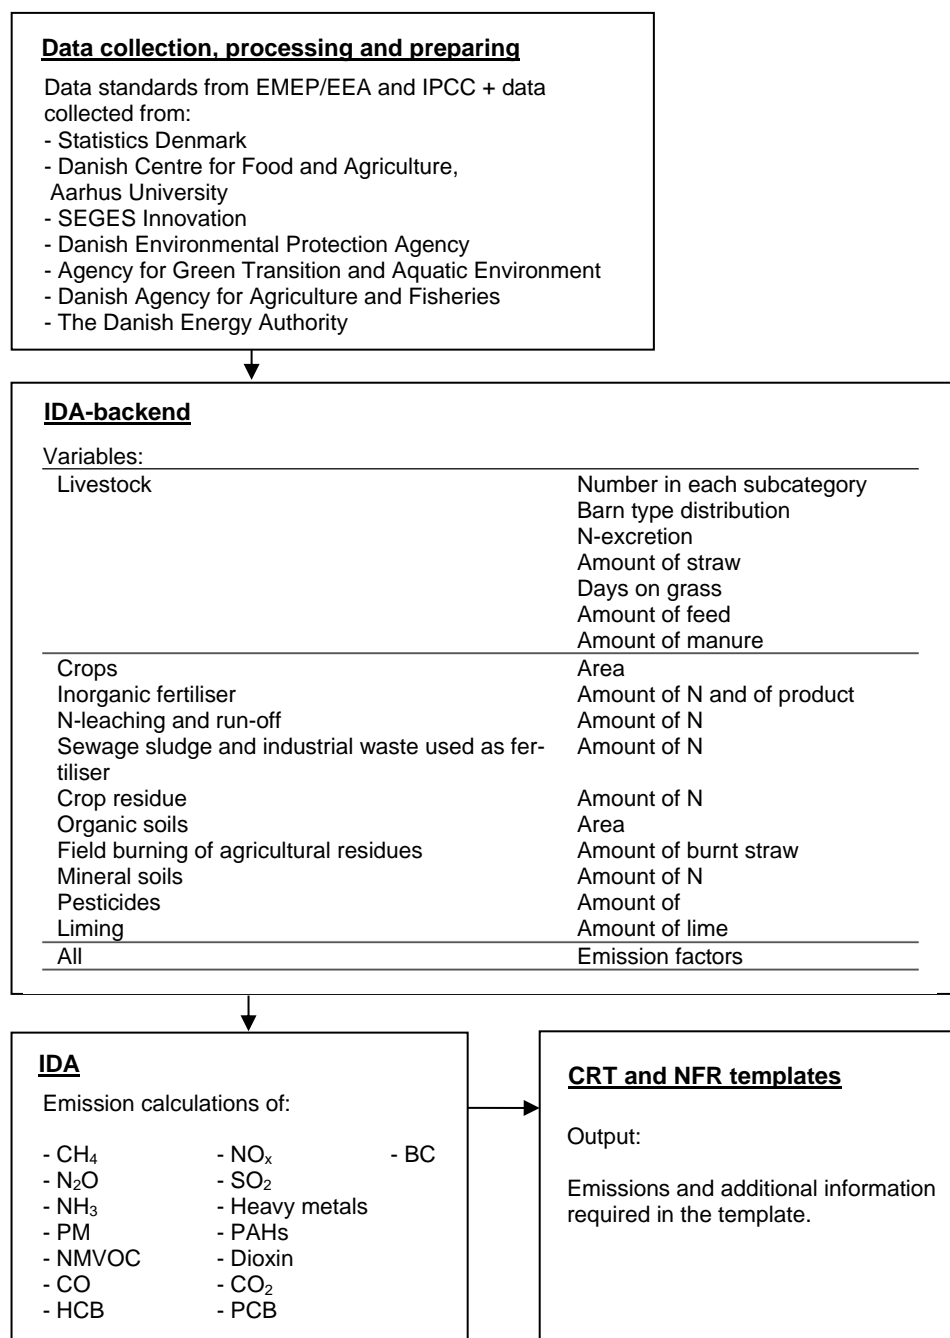 Data collection, processing and preparing
Data standards from EMEP/EEA and IPCC + data
collected from:
- Statistics Denmark
- Danish Centre for Food and Agriculture,
Aarhus University
- SEGES Innovation
- Danish Environmental Protection Agency
- Agency for Green Transition and Aquatic Environment
- Danish Agency for Agriculture and Fisheries
- The Danish Energy Authority
IDA-backend
Variables:
Livestock Number in each subcategory
Barn type distribution
N-excretion
Amount of straw
Days on grass
Amount of feed
Amount of manure
Crops Area
Inorganic fertiliser Amount of N and of product
N-leaching and run-off Amount of N
Sewage sludge and industrial waste used as fer- Amount of N
tiliser
Crop residue Amount of N
Organic soils Area
Field burning of agricultural residues Amount of burnt straw
Mineral soils Amount of N
Pesticides Amount of
Liming Amount of lime
All Emission factors
IDA
Emission calculations of:
- CH₄ - NOₓ - BC
- N₂O - SO₂
- NH₃ - Heavy metals
- PM - PAHs
- NMVOC - Dioxin
- CO - CO₂
- HCB - PCB
CRT and NFR templates
Output:
Emissions and additional information
required in the template.